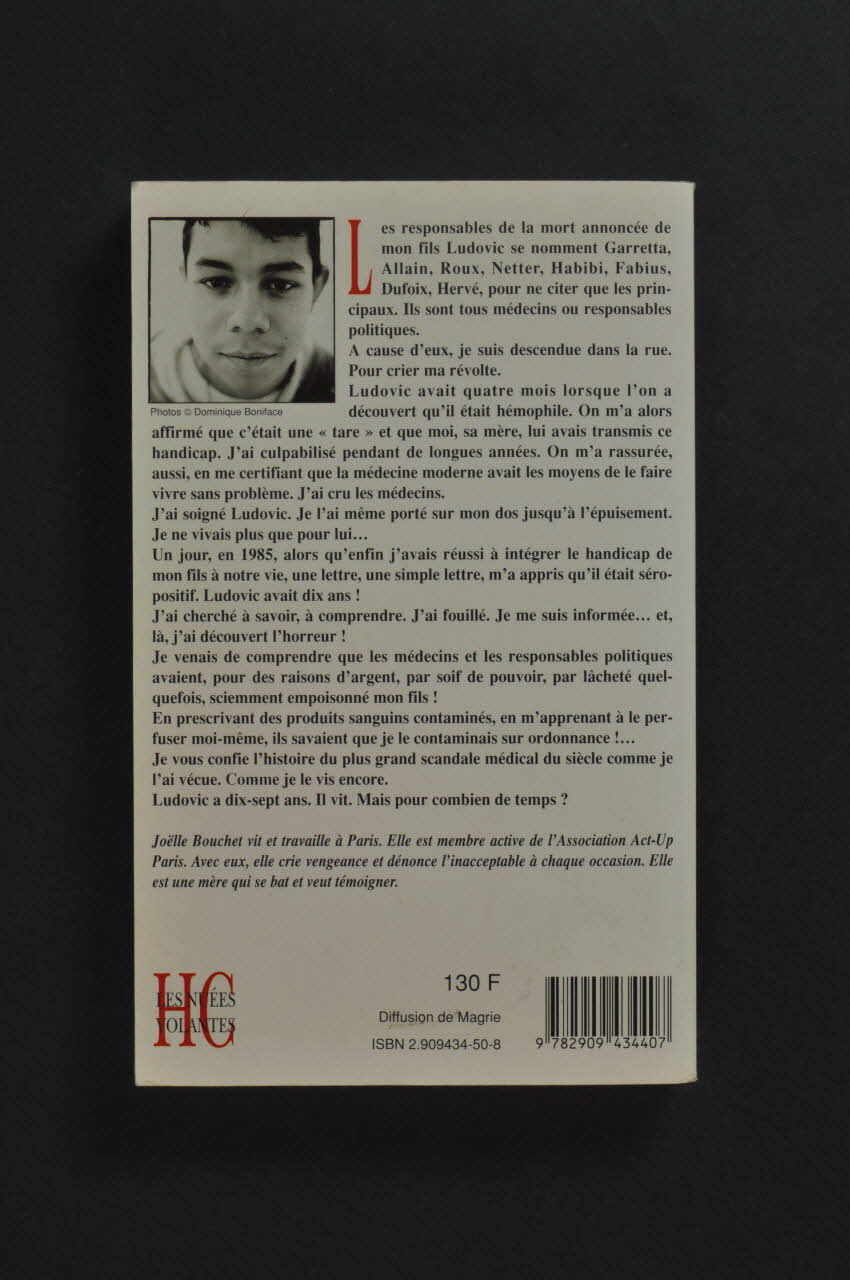 Les responsables de la mort annoncée de
mon fils Ludovic se nomment Garretta,
Allain, Roux, Netter, Habibi, Fabius,
Dufoix, Hervé, pour ne citer que les prin-
cipaux. Ils sont tous médecins ou responsables
politiques.
A cause d'eux, je suis descendue dans la rue.
Pour crier ma révolte.
Ludovic avait quatre mois lorsque l'on a
Photos © Dominique Boniface
découvert qu'il était hémophile. On m'a alors
affirmé que c'était une « tare » et que moi, sa mère, lui avais transmis ce
handicap. J'ai culpabilisé pendant de longues années. On m'a rassurée,
aussi, en me certifiant que la médecine moderne avait les moyens de le faire
vivre sans problème. J'ai cru les médecins.
J'ai soigné Ludovic. Je l'ai même porté sur mon dos jusqu'à l'épuisement.
Je ne vivais plus que pour lui…
Un jour, en 1985, alors qu'enfin j'avais réussi à intégrer le handicap de
mon fils à notre vie, une lettre, une simple lettre, m'a appris qu'il était séro-
positif. Ludovic avait dix ans !
J'ai cherché à savoir, à comprendre. J'ai fouillé. Je me suis informée… et,
là, j'ai découvert l'horreur !
Je venais de comprendre que les médecins et les responsables politiques
avaient, pour des raisons d'argent, par soif de pouvoir, par lâcheté quel-
quefois, sciemment empoisonné mon fils !
En prescrivant des produits sanguins contaminés, en m'apprenant à le per-
fuser moi-même, ils savaient que je le contaminais sur ordonnance !…
Je vous confie l'histoire du plus grand scandale médical du siècle comme je
l'ai vécue. Comme je le vis encore.
Ludovic a dix-sept ans. Il vit. Mais pour combien de temps ?
Joëlle Bouchet vit et travaille à Paris. Elle est membre active de l'Association Act-Up
Paris. Avec eux, elle crie vengeance et dénonce l'inacceptable à chaque occasion. Elle
est une mère qui se bat et veut témoigner.
HC
LES NUÉES
VOLANTES
130 F
Diffusion de Magrie
ISBN 2.909434-50-8
9 782909 434407